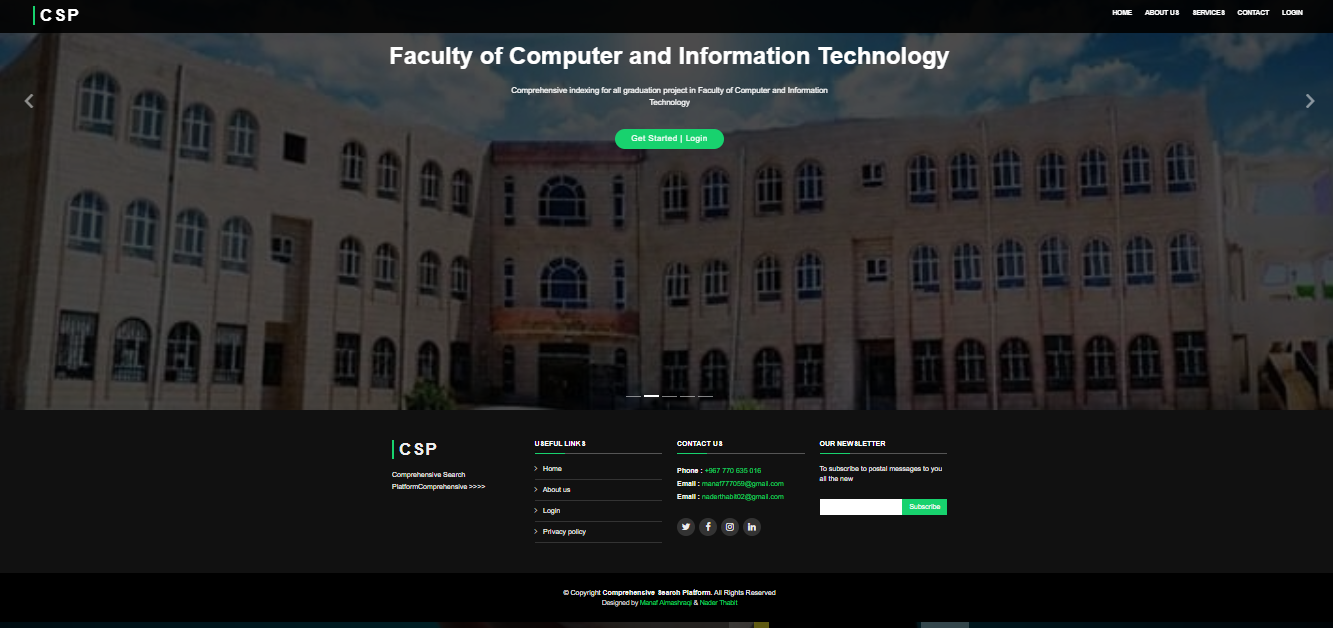 CSP
HOME ABOUT US SERVICES CONTACT LOGIN
Faculty of Computer and Information Technology
Comprehensive indexing for all graduation project in Faculty of Computer and Information
Technology
Get Started | Login
CSP
Comprehensive Search
PlatformComprehensive >>>>
USEFUL LINKS
Home
About us
Login
Privacy policy
CONTACT US
Phone : +967 770 635 016
Email : manaf777059@gmail.com
Email : naderthabit02@gmail.com
OUR NEWSLETTER
To subscribe to postal messages to you
all the new
Subscribe
© Copyright Comprehensive Search Platform. All Rights Reserved
Designed by Manaf Almashraqi & Nader Thabit